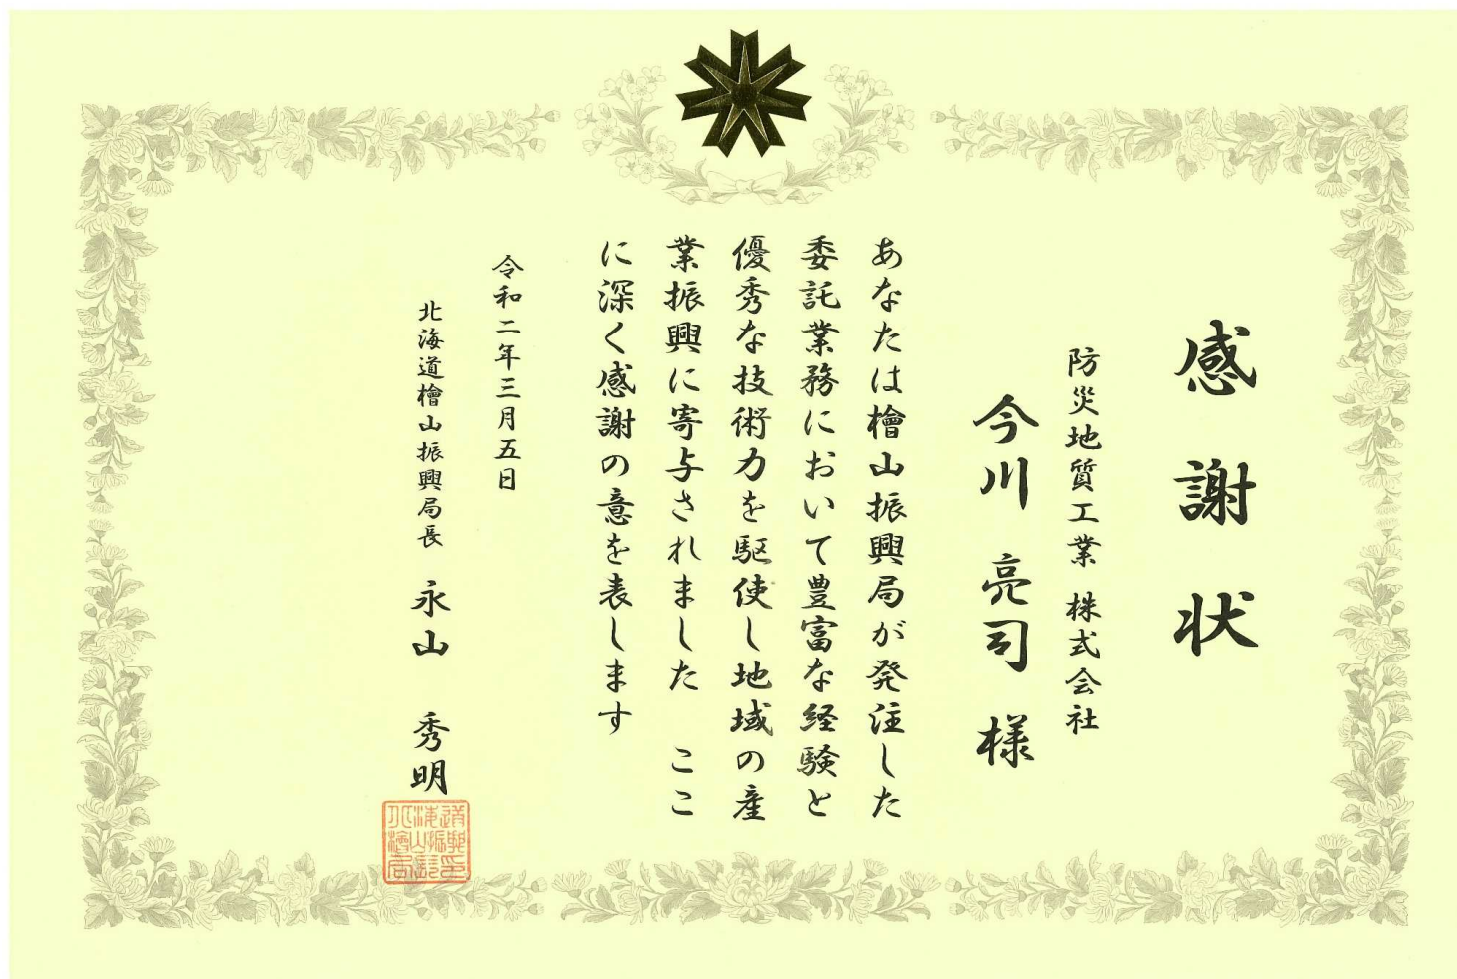 感謝状
防災地質工業 株式会社
今川 亮司 様
あなたは檜山振興局が発注した
委託業務において豊富な経験と
優秀な技術力を駆使し地域の産
業振興に寄与されました ここ
に深く感謝の意を表します
令和二年三月五日
北海道檜山振興局長 永山 秀明